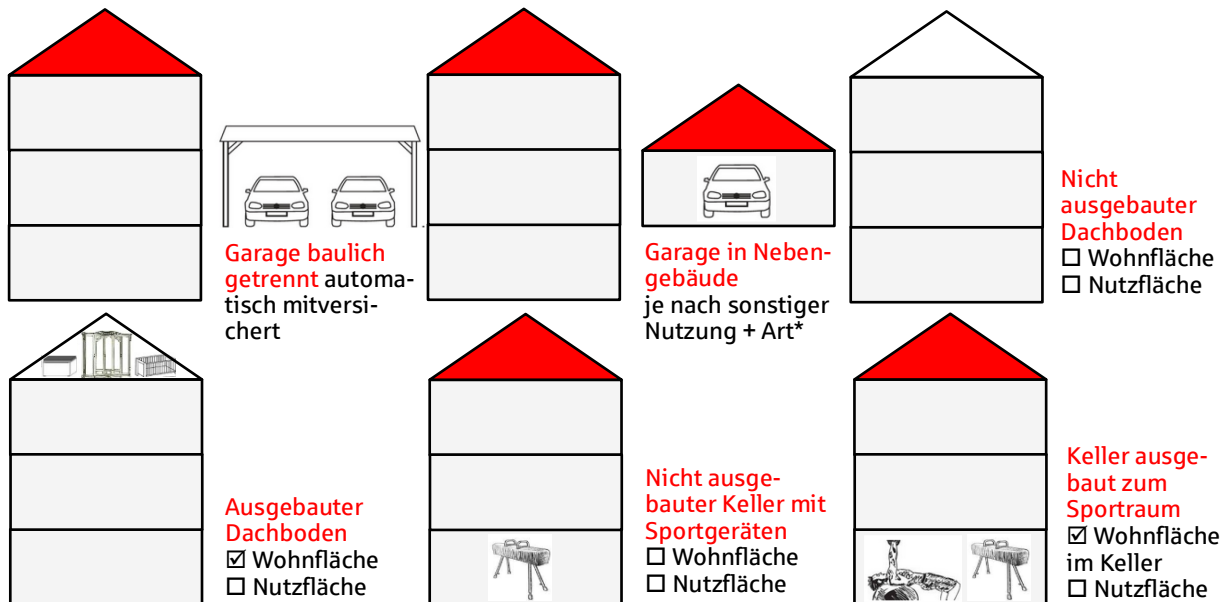 Garage baulich
getrennt automa-
tisch mitversi-
chert
Garage in Neben-
gebäude
je nach sonstiger
Nutzung + Art*
Nicht
ausgebauter
Dachboden
☐ Wohnfläche
☐ Nutzfläche
Ausgebauter
Dachboden
☑ Wohnfläche
☐ Nutzfläche
Nicht ausge-
bauter Keller mit
Sportgeräten
☐ Wohnfläche
☐ Nutzfläche
Keller ausge-
baut zum
Sportraum
☑ Wohnfläche
im Keller
☐ Nutzfläche